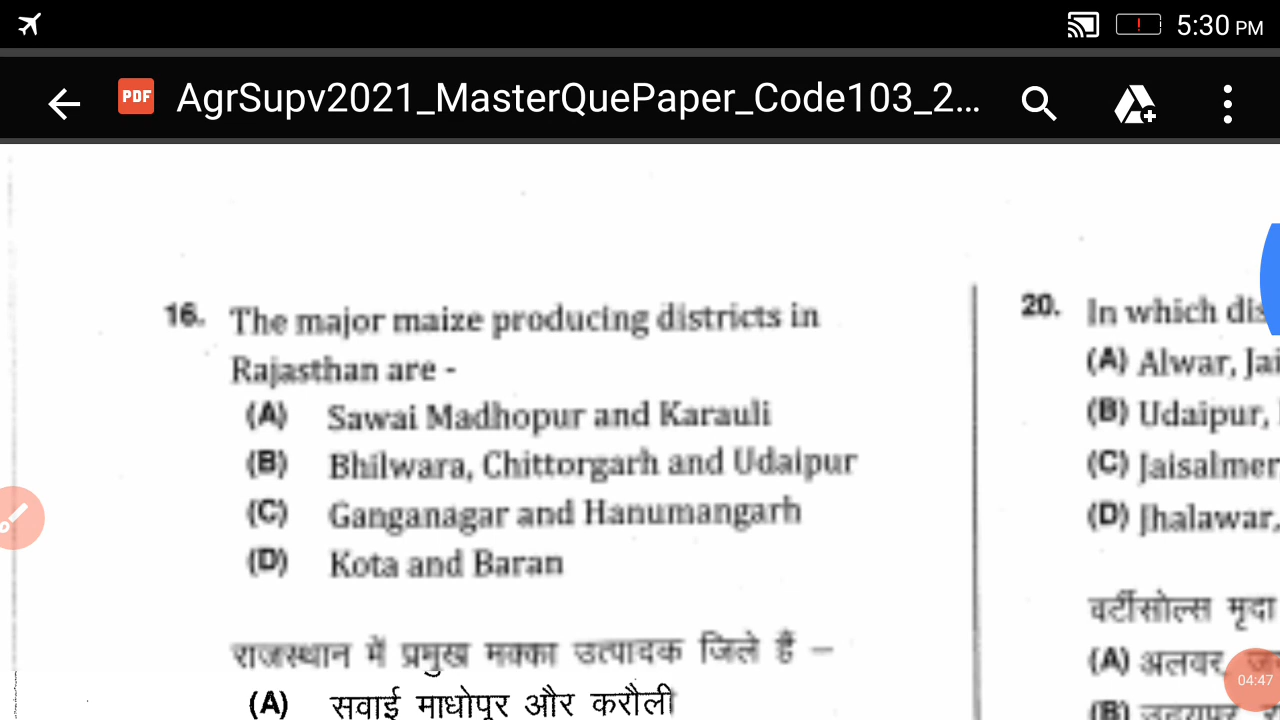 5:30 PM
PDF AgrSupv2021_MasterQuePaper_Code103_2...
16. The major maize producing districts in
Rajasthan are -
(A) Sawai Madhopur and Karauli
(B) Bhilwara, Chittorgarh and Udaipur
(C) Ganganagar and Hanumangarh
(D) Kota and Baran
राजस्थान में प्रमुख मक्का उत्पादक जिले हैं –
(A) सवाई माधोपुर और करौली
20. In which
(A) Alwar,
(B) Udaipur,
(C) Jaisalmer
(D) Jhalawar,
वर्टीसोल्स मृदा
(A) अलवर,
(B)
04:47